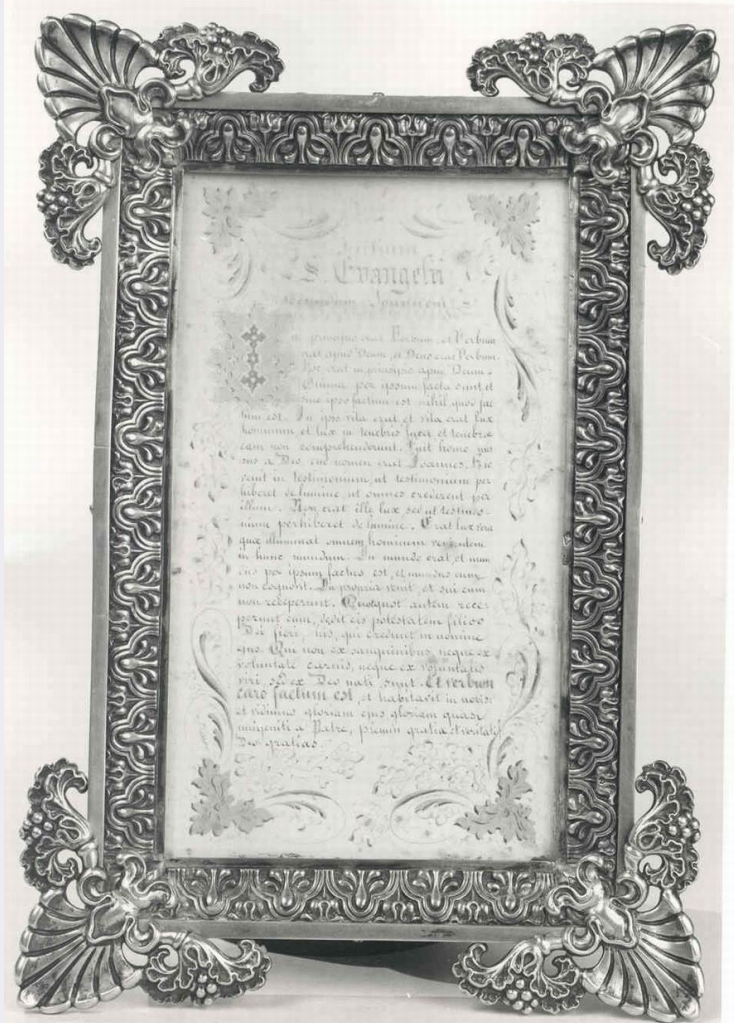 Initium
S. Evangelii
secundum Joannem
In principio erat Verbum, et Verbum
erat apud Deum, et Deus erat Verbum.
Hoc erat in principio apud Deum.
Omnia per ipsum facta sunt, et
sine ipso factum est nihil, quod fac
tum est. In ipso vita erat et vita erat lux
hominum et lux in tenebris lucet et tenebræ
eam non comprehenderunt. Fuit homo mis
sus a Deo, cui nomen erat Joannes. Hic
venit in testimonium, ut testimonium per
hiberet de lumine, ut omnes crederent per
illum. Non erat ille lux sed ut testimo-
nium perhiberet de lumine. Erat lux vera
quæ illuminat omnem hominem venientem
in hunc mundum. In mundo erat, et mun
dus per ipsum factus est, et mundus eum
non cognovit. In propria venit, et sui eum
non receperunt. Quotquot autem rece-
perunt eum, dedit eis potestatem filios
Dei fieri, his, qui credunt in nomine
ejus. Qui non ex sanguinibus, neque ex
voluntate carnis, neque ex voluntate
viri, sed ex Deo nati sunt. Et verbum
caro factum est, et habitavit in nobis
et vidimus gloriam ejus, gloriam quasi
unigeniti a Patre, plenum gratia et veritate
Deo gratias.